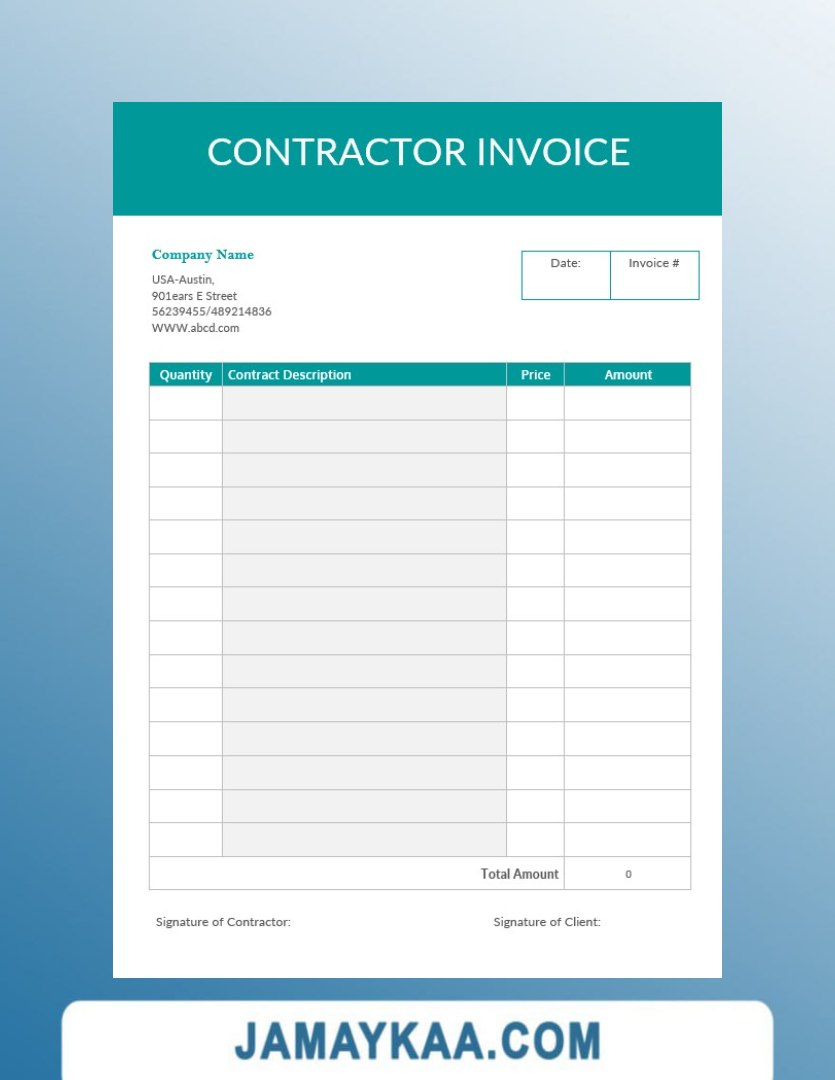 CONTRACTOR INVOICE
Company Name
USA-Austin,
901ears E Street
56239455/489214836
WWW.abcd.com
Date: Invoice #
Quantity Contract Description Price Amount
Total Amount 0
Signature of Contractor: Signature of Client:
JAMAYKAA.COM